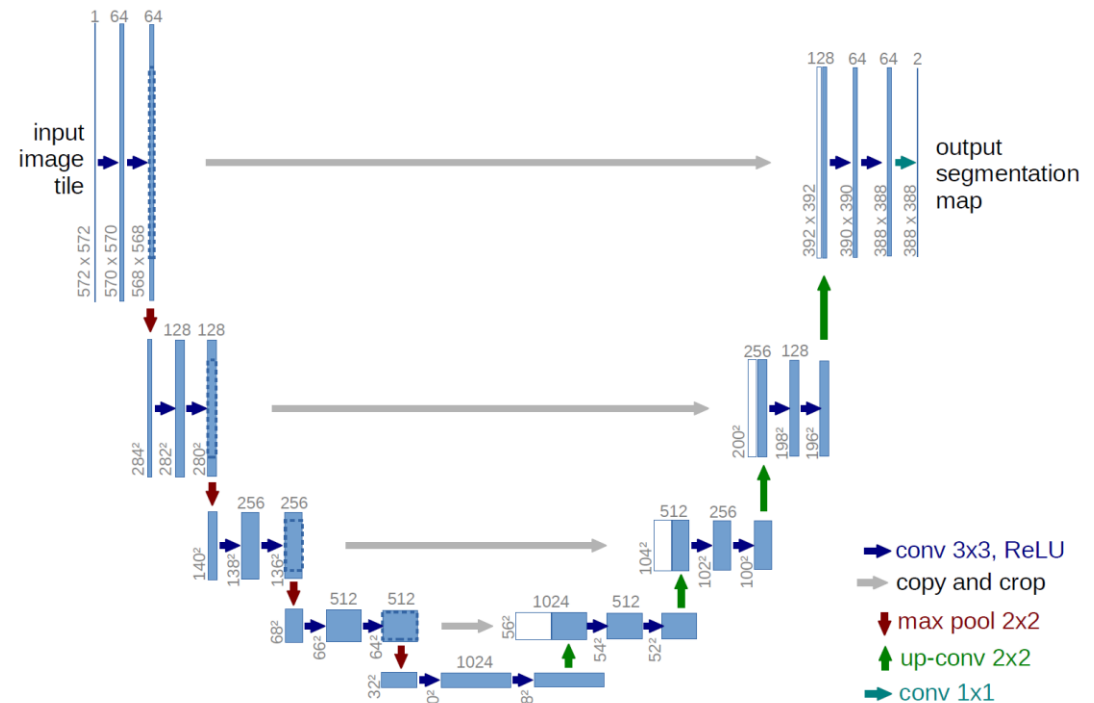 1 64 64
128 64 64 2
input
image
tile
output
segmentation
map
572 x 572
570 x 570
568 x 568
392 x 392
390 x 390
388 x 388
388 x 388
128 128
256 128
284²
282²
280²
200²
198²
196²
256 256
512 256
140²
138²
136²
104²
102²
100²
conv 3x3, ReLU
copy and crop
max pool 2x2
up-conv 2x2
conv 1x1
512 512
1024 512
68²
66²
64²
56²
54²
52²
1024
32²